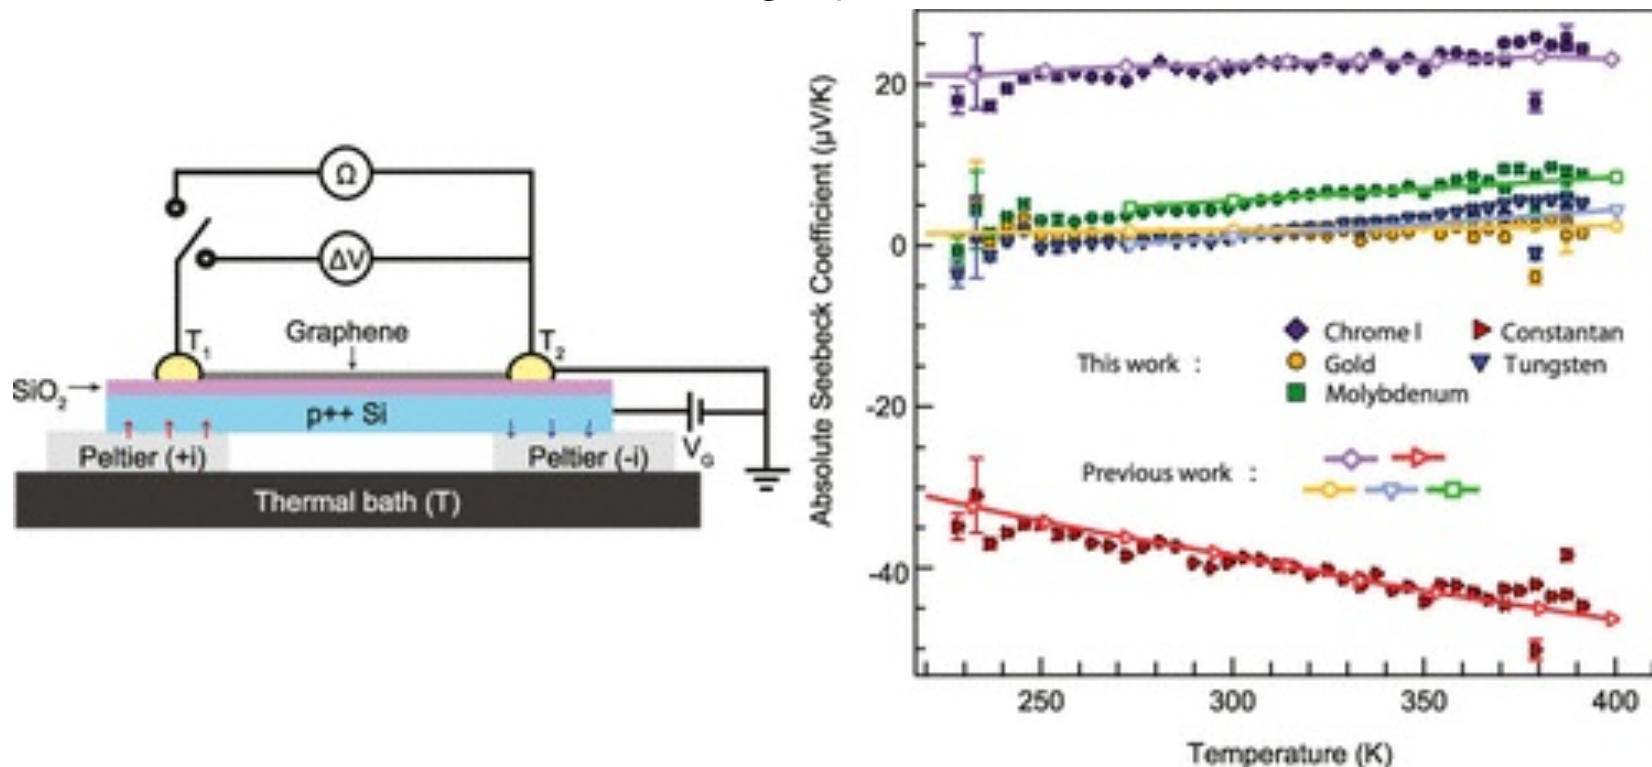 Ω
ΔV
T1
T2
Graphene
SiO2
p++ Si
Peltier (+i)
Peltier (-i)
VG
Thermal bath (T)
Absolute Seebeck Coefficient (μV/K)
20
0
-20
-40
This work :
Chrome l
Constantan
Gold
Tungsten
Molybdenum
Previous work :
250
300
350
400
Temperature (K)